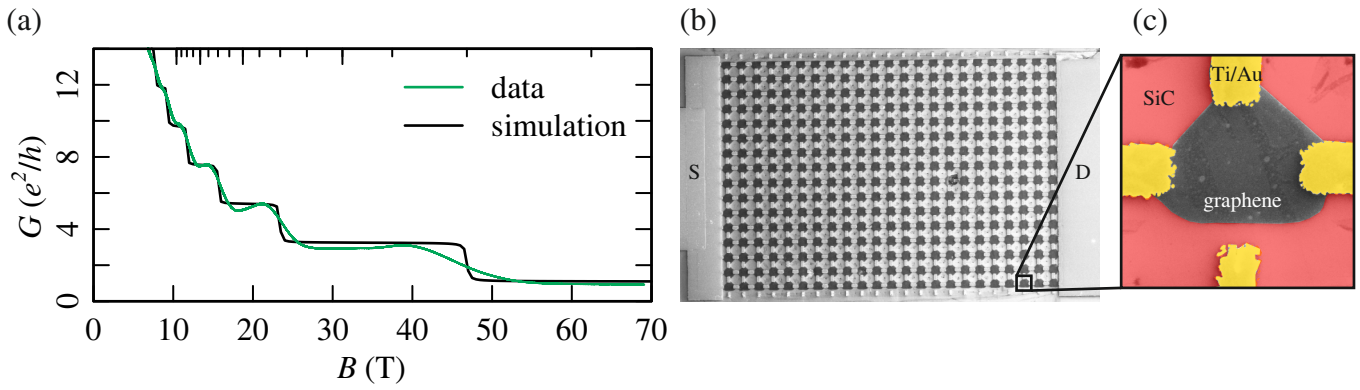 (a)
(b)
(c)
12
8
4
0
G (e²/h)
data
simulation
0 10 20 30 40 50 60 70
B (T)
S
D
Ti/Au
SiC
graphene